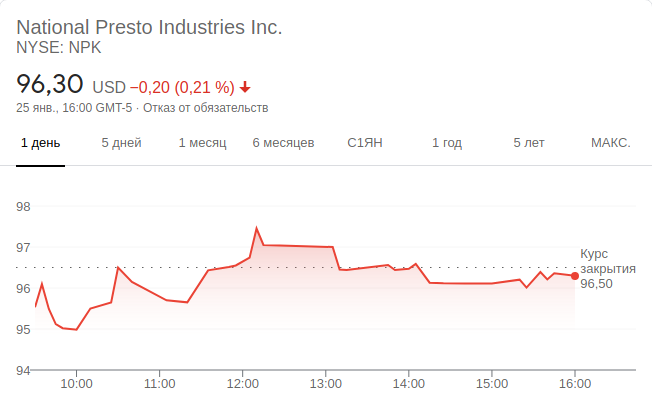 National Presto Industries Inc.
NYSE: NPK
96,30 USD −0,20 (0,21 %)
25 янв., 16:00 GMT-5 · Отказ от обязательств
1 день 5 дней 1 месяц 6 месяцев С1ЯН 1 год 5 лет МАКС.
98
97
96
95
94
Курс
закрытия
96,50
10:00 11:00 12:00 13:00 14:00 15:00 16:00